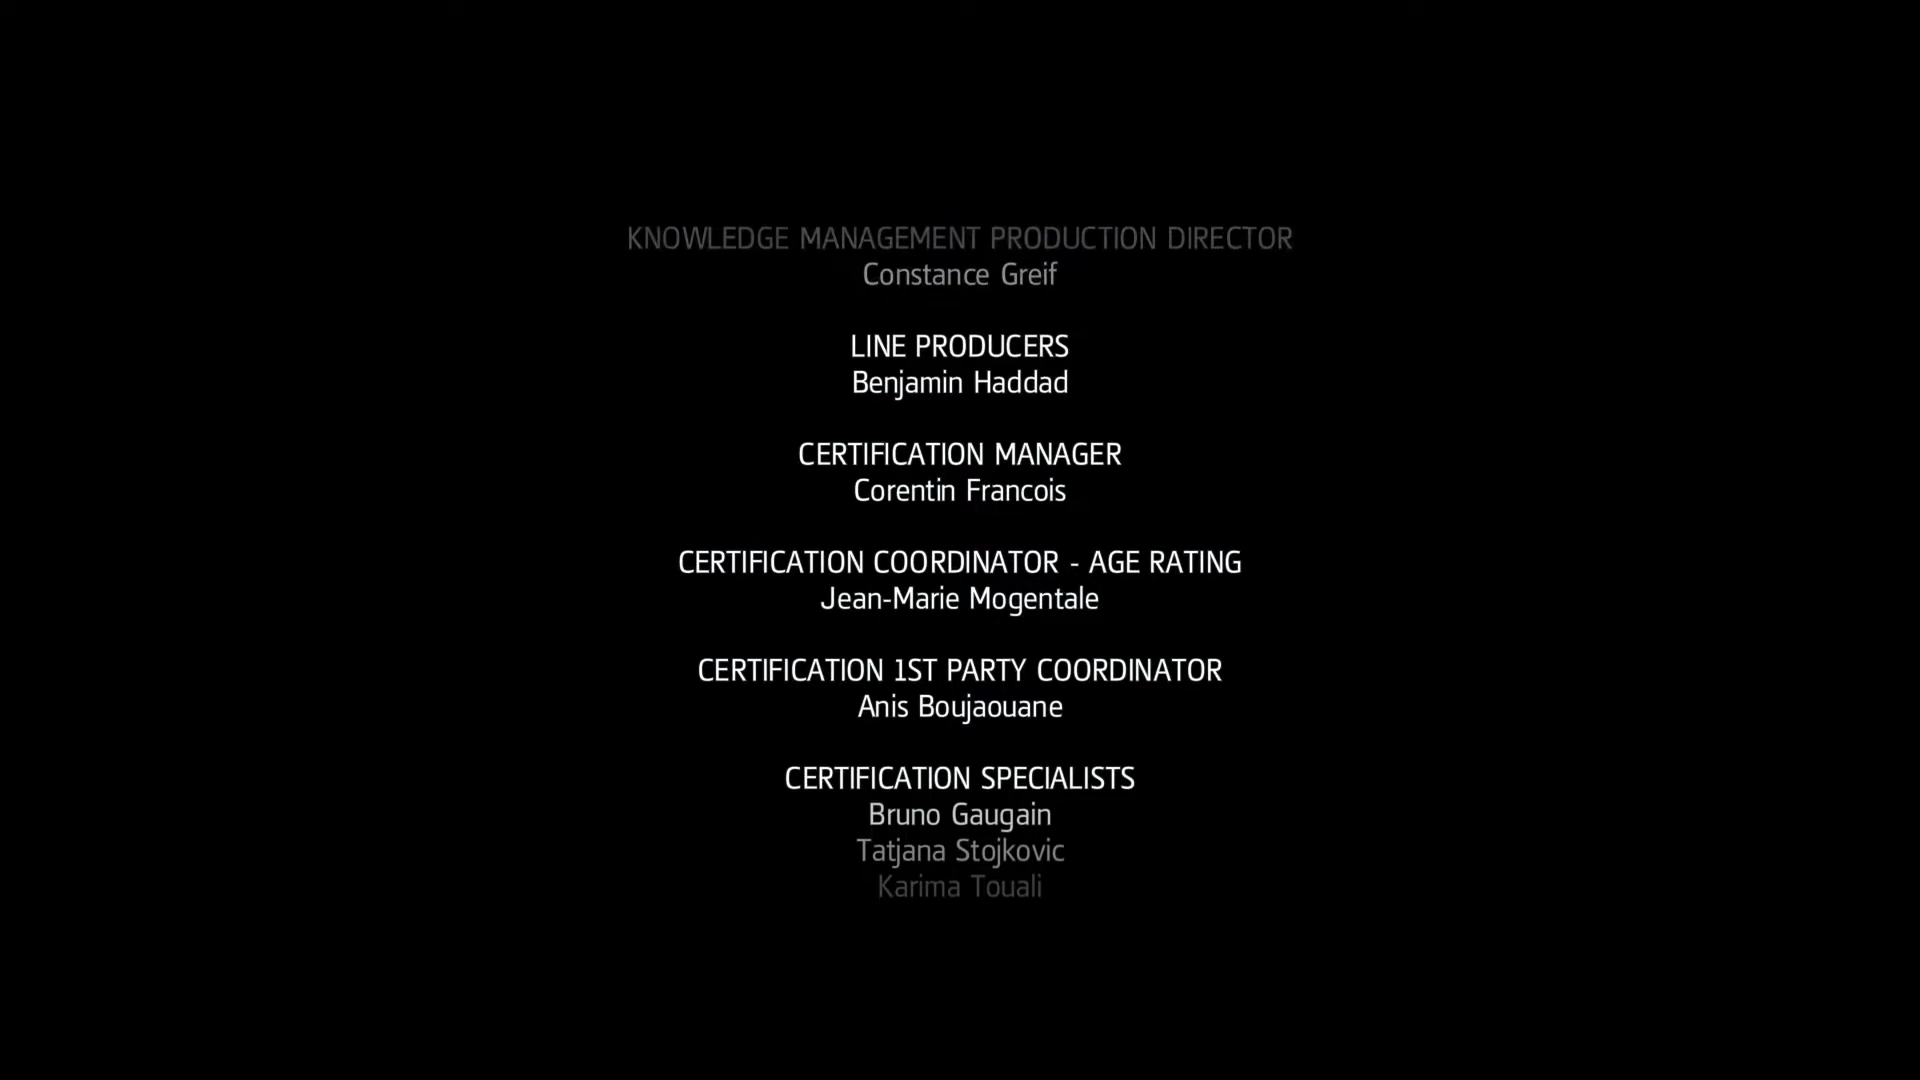 KNOWLEDGE MANAGEMENT PRODUCTION DIRECTOR
Constance Greif
LINE PRODUCERS
Benjamin Haddad
CERTIFICATION MANAGER
Corentin Francois
CERTIFICATION COORDINATOR - AGE RATING
Jean-Marie Mogentale
CERTIFICATION 1ST PARTY COORDINATOR
Anis Boujaouane
CERTIFICATION SPECIALISTS
Bruno Gaugain
Tatjana Stojkovic
Karima Touali